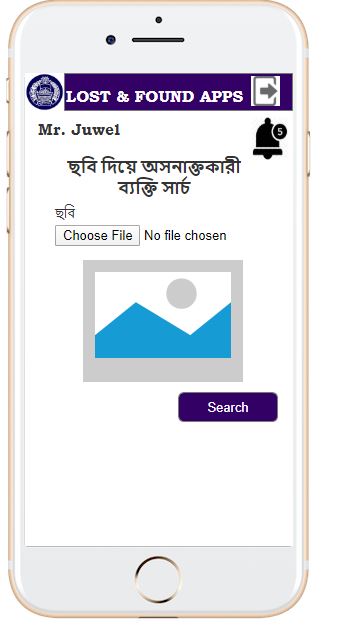 LOST & FOUND APPS
Mr. Juwel
5
ছবি দিয়ে অসনাক্তকারী
ব্যক্তি সার্চ
ছবি
Choose File No file chosen
Search